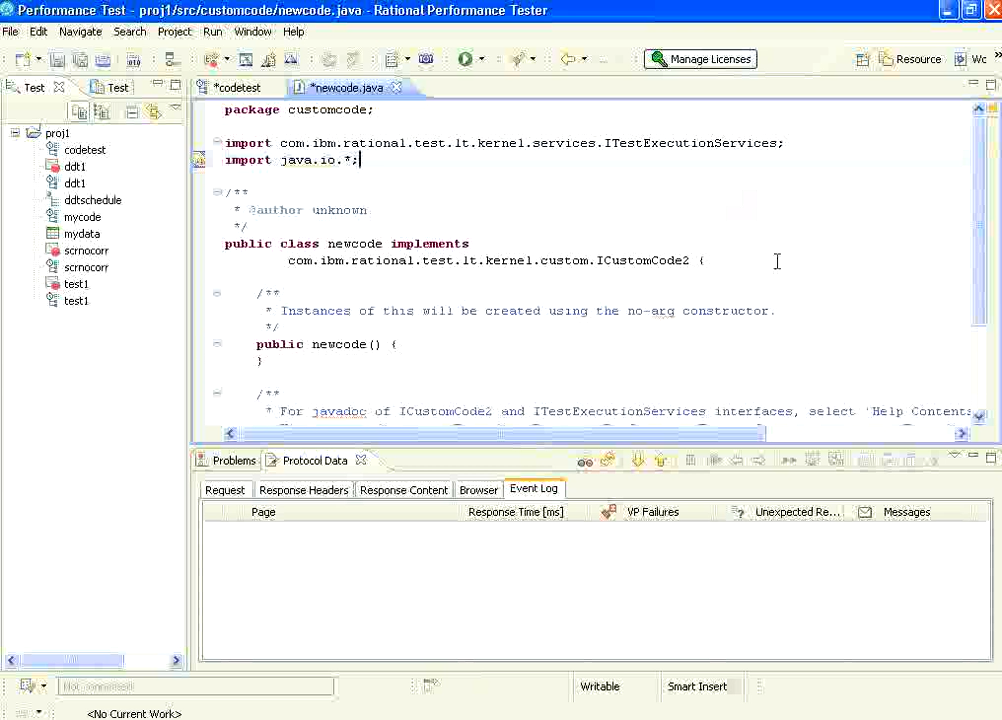 Performance Test - proj1/src/customcode/newcode.java - Rational Performance Tester
File Edit Navigate Search Project Run Window Help
Manage Licenses
Resource
Test
Test
proj1
codetest
ddt1
ddt1
ddtschedule
mycode
mydata
scrnocorr
scrnocorr
test1
test1
*codetest
*newcode.java
package customcode;
import com.ibm.rational.test.lt.kernel.services.ITestExecutionServices;
import java.io.*;
/**
* @author unknown
*/
public class newcode implements
com.ibm.rational.test.lt.kernel.custom.ICustomCode2 {
/**
* Instances of this will be created using the no-arg constructor.
*/
public newcode() {
}
/**
* For javadoc of ICustomCode2 and ITestExecutionServices interfaces, select 'Help Contents
Problems Protocol Data
Request Response Headers Response Content Browser Event Log
Page Response Time [ms] VP Failures Unexpected Re... Messages
Not connected
Writable Smart Insert
<No Current Work>